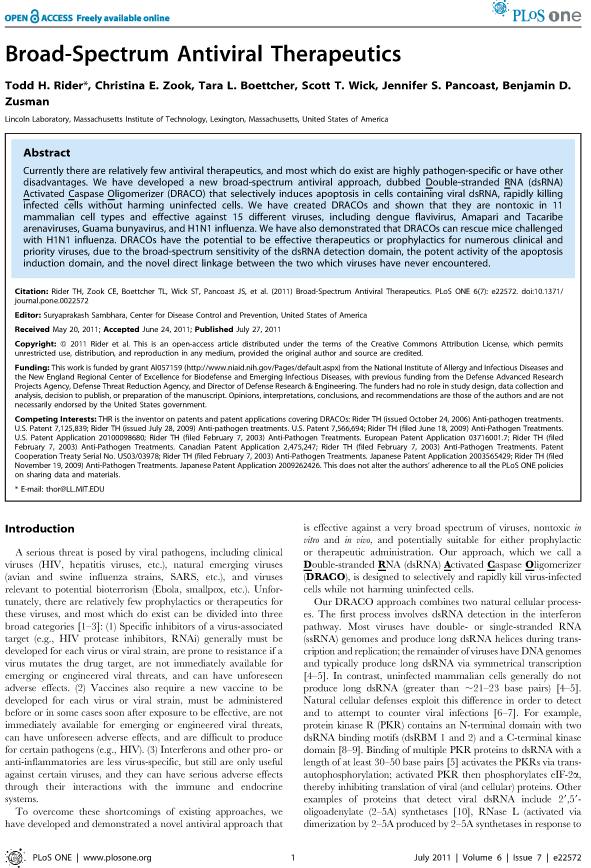 OPEN ACCESS Freely available online
PLoS one
Broad-Spectrum Antiviral Therapeutics
Todd H. Rider*, Christina E. Zook, Tara L. Boettcher, Scott T. Wick, Jennifer S. Pancoast, Benjamin D.
Zusman
Lincoln Laboratory, Massachusetts Institute of Technology, Lexington, Massachusetts, United States of America
Abstract
Currently there are relatively few antiviral therapeutics, and most which do exist are highly pathogen-specific or have other
disadvantages. We have developed a new broad-spectrum antiviral approach, dubbed Double-stranded RNA (dsRNA)
Activated Caspase Oligomerizer (DRACO) that selectively induces apoptosis in cells containing viral dsRNA, rapidly killing
infected cells without harming uninfected cells. We have created DRACOs and shown that they are nontoxic in 11
mammalian cell types and effective against 15 different viruses, including dengue flavivirus, Amapari and Tacaribe
arenaviruses, Guama bunyavirus, and H1N1 influenza. We have also demonstrated that DRACOs can rescue mice challenged
with H1N1 influenza. DRACOs have the potential to be effective therapeutics or prophylactics for numerous clinical and
priority viruses, due to the broad-spectrum sensitivity of the dsRNA detection domain, the potent activity of the apoptosis
induction domain, and the novel direct linkage between the two which viruses have never encountered.
Citation: Rider TH, Zook CE, Boettcher TL, Wick ST, Pancoast JS, et al. (2011) Broad-Spectrum Antiviral Therapeutics. PLoS ONE 6(7): e22572. doi:10.1371/
journal.pone.0022572
Editor: Suryaprakash Sambhara, Center for Disease Control and Prevention, United States of America
Received May 20, 2011; Accepted June 24, 2011; Published July 27, 2011
Copyright: © 2011 Rider et al. This is an open-access article distributed under the terms of the Creative Commons Attribution License, which permits
unrestricted use, distribution, and reproduction in any medium, provided the original author and source are credited.
Funding: This work is funded by grant AI057159 (http://www.niaid.nih.gov/Pages/default.aspx) from the National Institute of Allergy and Infectious Diseases and
the New England Regional Center of Excellence for Biodefense and Emerging Infectious Diseases, with previous funding from the Defense Advanced Research
Projects Agency, Defense Threat Reduction Agency, and Director of Defense Research & Engineering. The funders had no role in study design, data collection and
analysis, decision to publish, or preparation of the manuscript. Opinions, interpretations, conclusions, and recommendations are those of the authors and are not
necessarily endorsed by the United States government.
Competing Interests: THR is the inventor on patents and patent applications covering DRACOs: Rider TH (issued October 24, 2006) Anti-pathogen treatments.
U.S. Patent 7,125,839; Rider TH (issued July 28, 2009) Anti-pathogen treatments. U.S. Patent 7,566,694; Rider TH (filed June 18, 2009) Anti-Pathogen Treatments.
U.S. Patent Application 20100098680; Rider TH (filed February 7, 2003) Anti-Pathogen Treatments. European Patent Application 03716001.7; Rider TH (filed
February 7, 2003) Anti-Pathogen Treatments. Canadian Patent Application 2,475,247; Rider TH (filed February 7, 2003) Anti-Pathogen Treatments. Patent
Cooperation Treaty Serial No. US03/03978; Rider TH (filed February 7, 2003) Anti-Pathogen Treatments. Japanese Patent Application 2003565429; Rider TH (filed
November 19, 2009) Anti-Pathogen Treatments. Japanese Patent Application 2009262426. This does not alter the authors' adherence to all the PLoS ONE policies
on sharing data and materials.
* E-mail: thor@LL.MIT.EDU
Introduction
A serious threat is posed by viral pathogens, including clinical
viruses (HIV, hepatitis viruses, etc.), natural emerging viruses
(avian and swine influenza strains, SARS, etc.), and viruses
relevant to potential bioterrorism (Ebola, smallpox, etc.). Unfor-
tunately, there are relatively few prophylactics or therapeutics for
these viruses, and most which do exist can be divided into three
broad categories [1–3]: (1) Specific inhibitors of a virus-associated
target (e.g., HIV protease inhibitors, RNAi) generally must be
developed for each virus or viral strain, are prone to resistance if a
virus mutates the drug target, are not immediately available for
emerging or engineered viral threats, and can have unforeseen
adverse effects. (2) Vaccines also require a new vaccine to be
developed for each virus or viral strain, must be administered
before or in some cases soon after exposure to be effective, are not
immediately available for emerging or engineered viral threats,
can have unforeseen adverse effects, and are difficult to produce
for certain pathogens (e.g., HIV). (3) Interferons and other pro- or
anti-inflammatories are less virus-specific, but still are only useful
against certain viruses, and they can have serious adverse effects
through their interactions with the immune and endocrine
systems.
To overcome these shortcomings of existing approaches, we
have developed and demonstrated a novel antiviral approach that
is effective against a very broad spectrum of viruses, nontoxic in
vitro and in vivo, and potentially suitable for either prophylactic
or therapeutic administration. Our approach, which we call a
Double-stranded RNA (dsRNA) Activated Caspase Oligomerizer
(DRACO), is designed to selectively and rapidly kill virus-infected
cells while not harming uninfected cells.
Our DRACO approach combines two natural cellular process-
es. The first process involves dsRNA detection in the interferon
pathway. Most viruses have double- or single-stranded RNA
(ssRNA) genomes and produce long dsRNA helices during trans-
cription and replication; the remainder of viruses have DNA genomes
and typically produce long dsRNA via symmetrical transcription
[4–5]. In contrast, uninfected mammalian cells generally do not
produce long dsRNA (greater than ~21–23 base pairs) [4–5].
Natural cellular defenses exploit this difference in order to detect
and to attempt to counter viral infections [6–7]. For example,
protein kinase R (PKR) contains an N-terminal domain with two
dsRNA binding motifs (dsRBM 1 and 2) and a C-terminal kinase
domain [8–9]. Binding of multiple PKR proteins to dsRNA with a
length of at least 30–50 base pairs [5] activates the PKRs via trans-
autophosphorylation; activated PKR then phosphorylates eIF-2α,
thereby inhibiting translation of viral (and cellular) proteins. Other
examples of proteins that detect viral dsRNA include 2′,5′-
oligoadenylate (2–5A) synthetases [10], RNase L (activated via
dimerization by 2–5A produced by 2–5A synthetases in response to
PLoS ONE | www.plosone.org
1
July 2011 | Volume 6 | Issue 7 | e22572